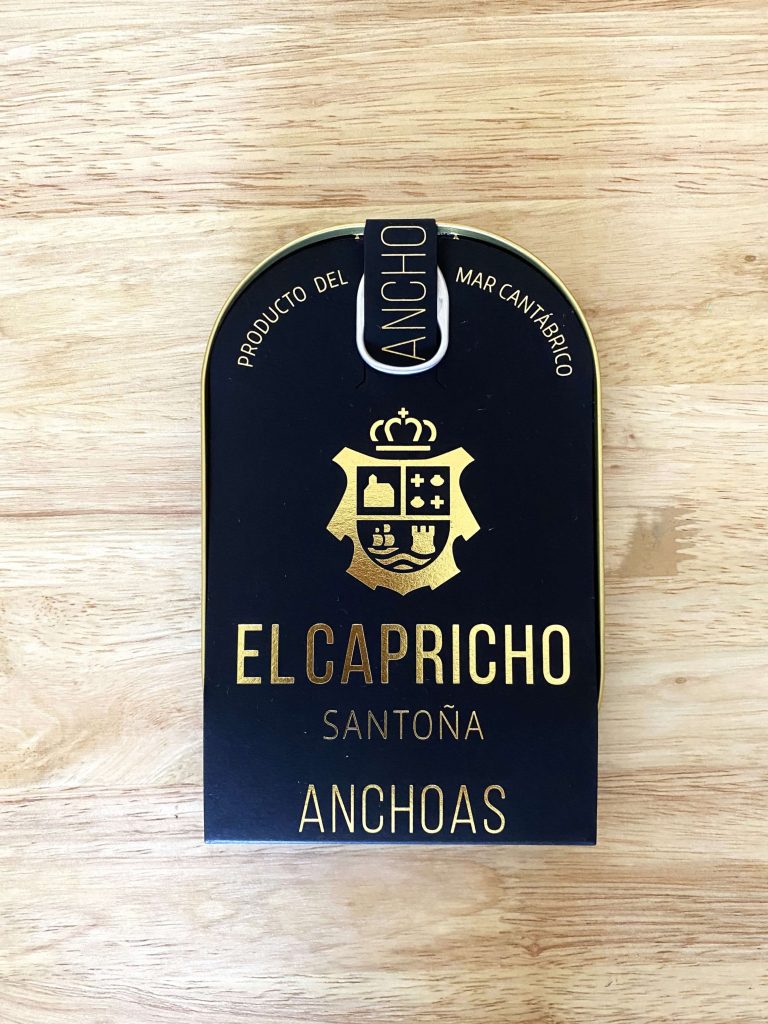 ANCHO
PRODUCTO DEL MAR CANTÁBRICO
EL CAPRICHO
SANTOÑA
ANCHOAS